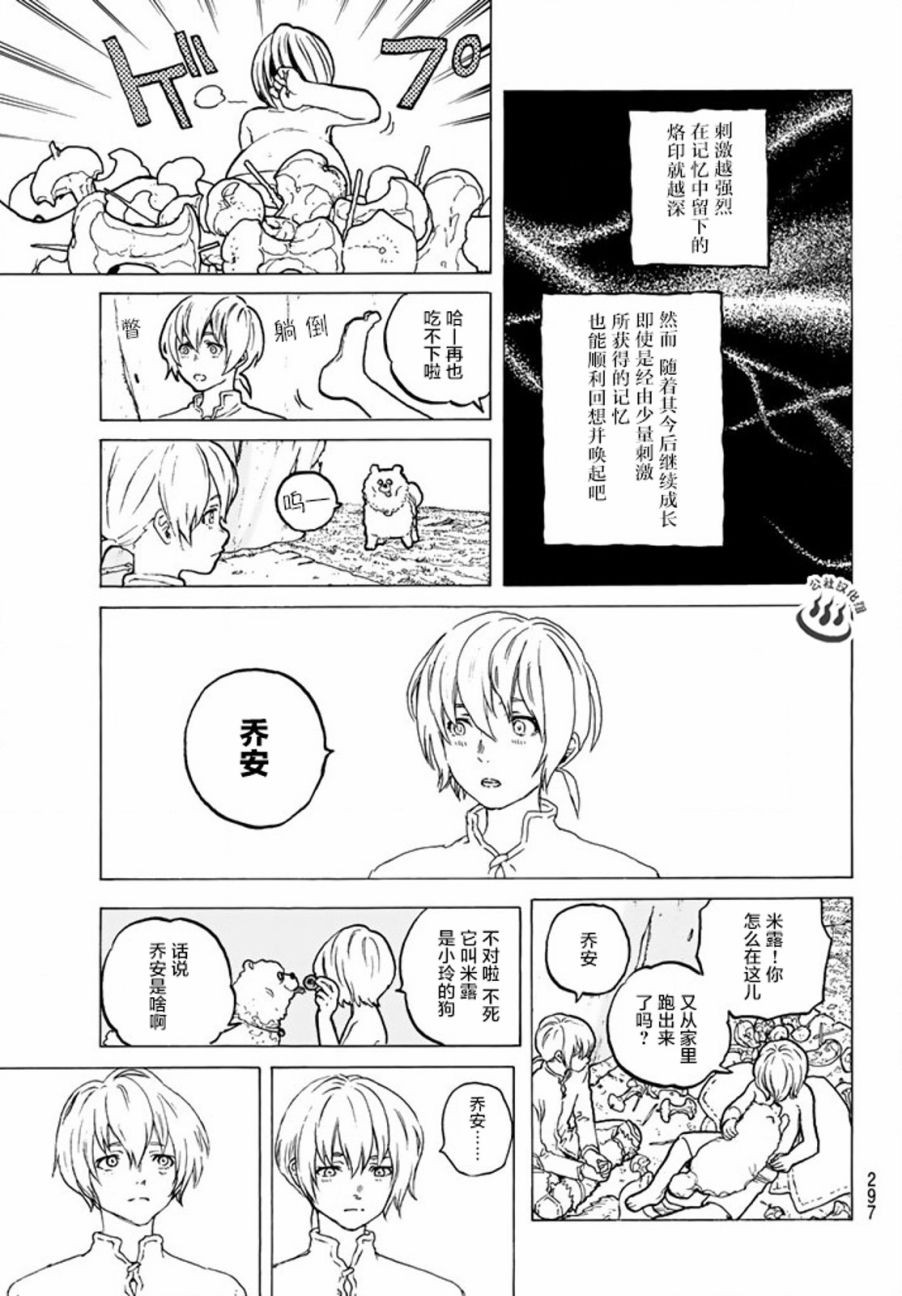 刺激越强烈
在记忆中留下的
烙印就越深
然而 随着其今后继续成长
即使是经由少量刺激
所获得的记忆
也能顺利回想并唤起吧
ゲプ
哈—再也
吃不下啦
躺倒
瞥
呜—
公社汉化组
乔安
米露！你
怎么在这儿
又从家里
跑出来
了吗？
乔安
不对啦 不死
它叫米露
是小玲的狗
话说
乔安是啥啊
乔安
……
297